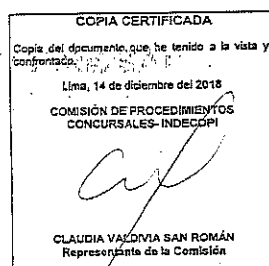 COPIA CERTIFICADA
Copia del documento que he tenido a la vista y
confrontado.
Lima, 14 de diciembre del 2018
COMISIÓN DE PROCEDIMIENTOS
CONCURSALES- INDECOPI
CLAUDIA VALDIVIA SAN ROMÁN
Representante de la Comisión